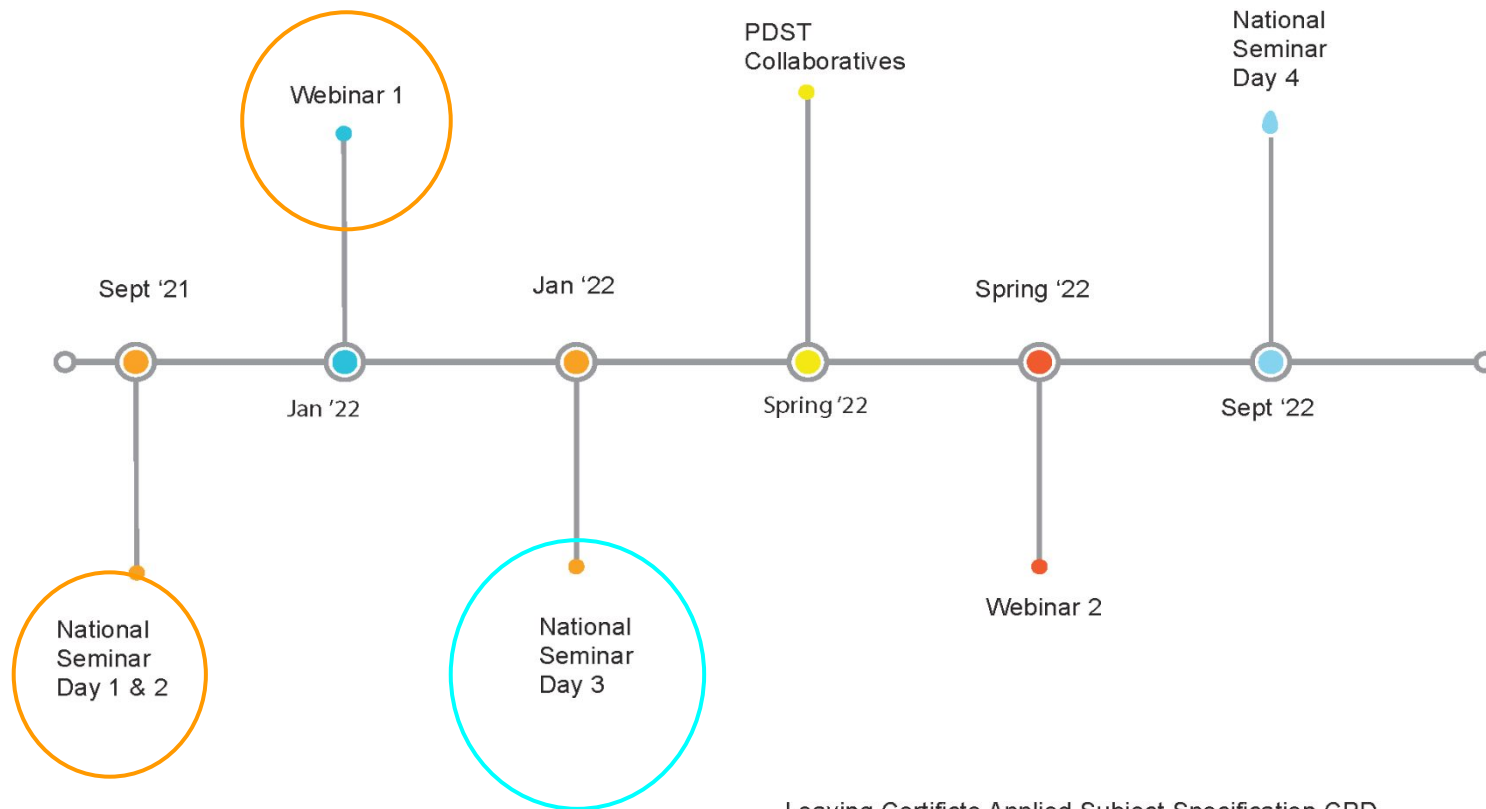 National
Seminar
Day 4
PDST
Collaboratives
Webinar 1
Sept ‘21
Jan ‘22
Spring ‘22
Jan ’22
Spring ’22
Sept ‘22
National
Seminar
Day 1 & 2
National
Seminar
Day 3
Webinar 2